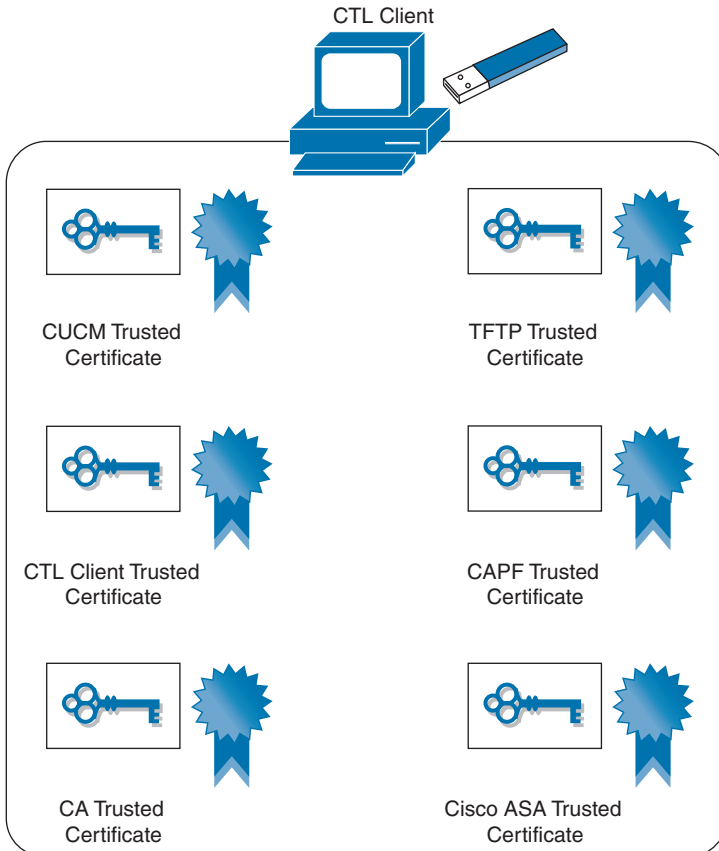 CTL Client
CUCM Trusted
Certificate
TFTP Trusted
Certificate
CTL Client Trusted
Certificate
CAPF Trusted
Certificate
CA Trusted
Certificate
Cisco ASA Trusted
Certificate